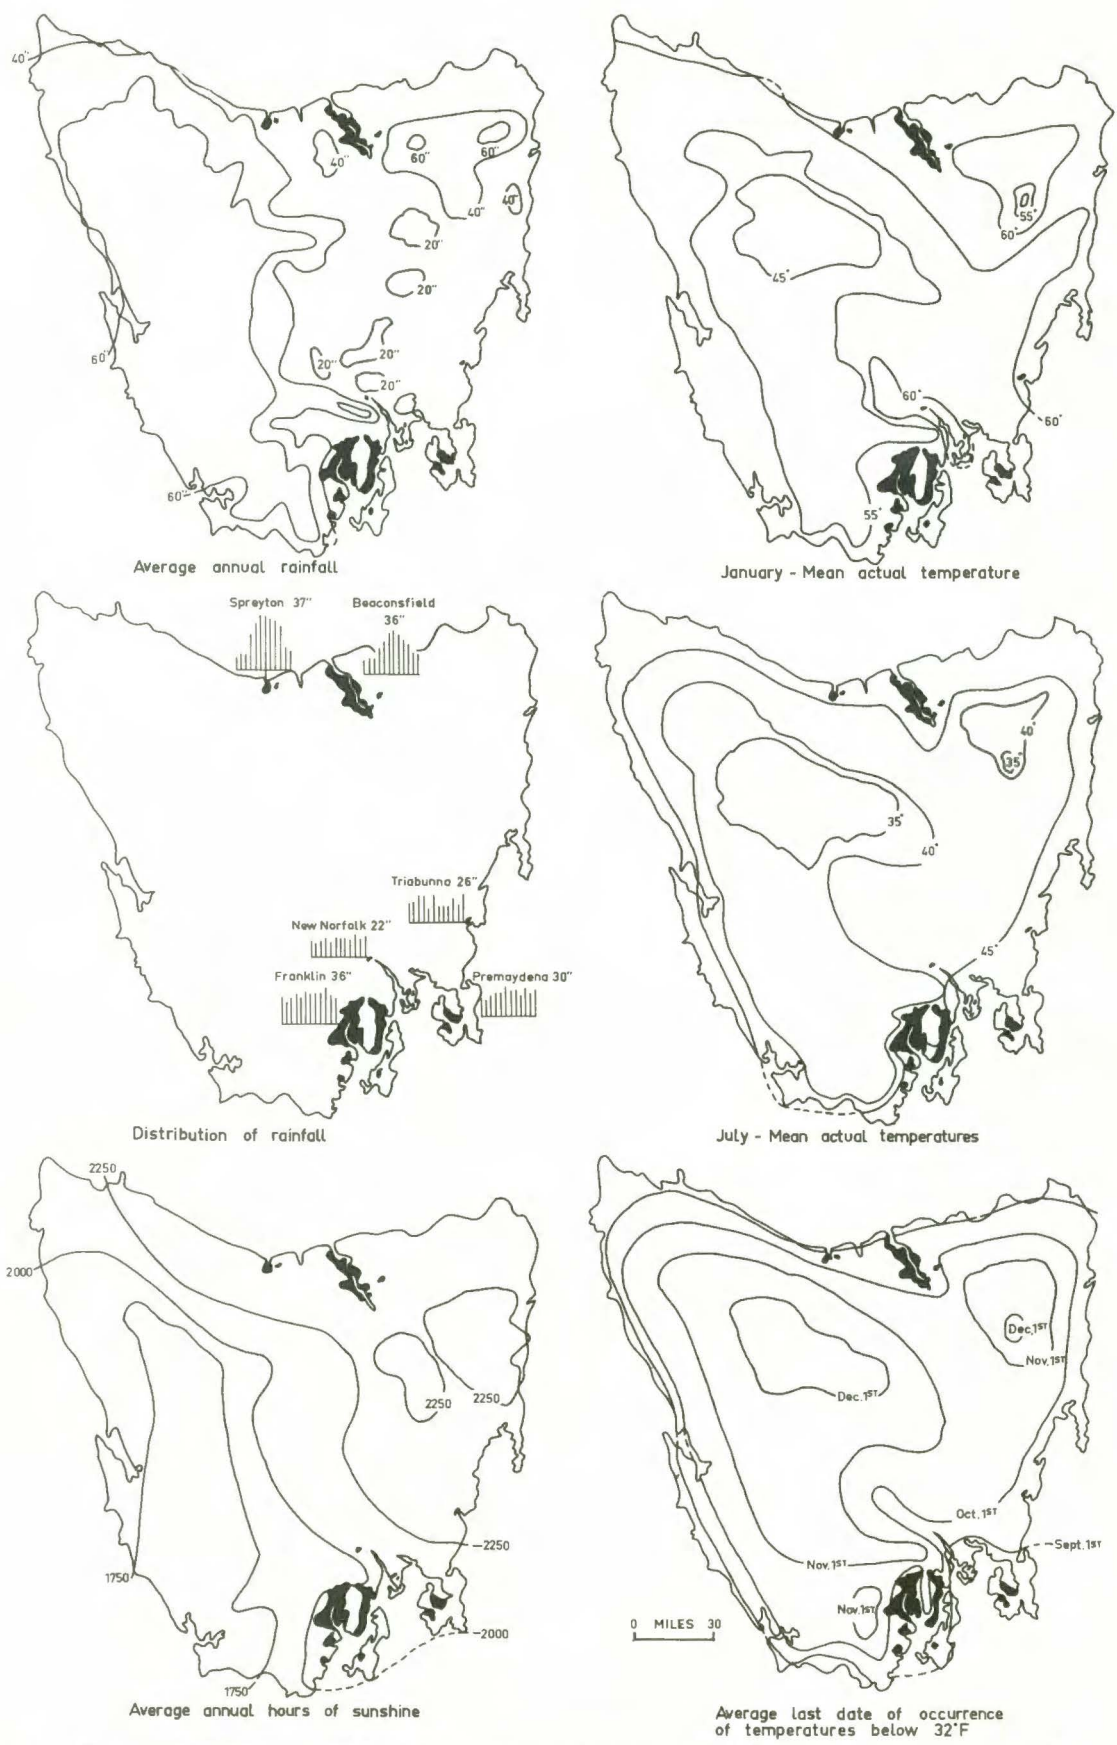 40"
40"
60"
60"
40"
40"
20"
20"
60"
20"
20"
20"
60"
Average annual rainfall
55°
60°
45°
60°
60°
55°
January - Mean actual temperature
Spreyton 37"
Beaconsfield
36"
Triabunna 26"
New Norfolk 22"
Franklin 36"
Premaydena 30"
Distribution of rainfall
40°
35°
35°
40°
45°
July - Mean actual temperatures
2250
2000
2250
2250
2250
1750
2000
1750
Average annual hours of sunshine
Dec. 1ST
Nov. 1ST
Dec. 1ST
Oct. 1ST
Sept. 1ST
Nov. 1ST
Nov. 1ST
0 MILES 30
Average last date of occurrence
of temperatures below 32°F